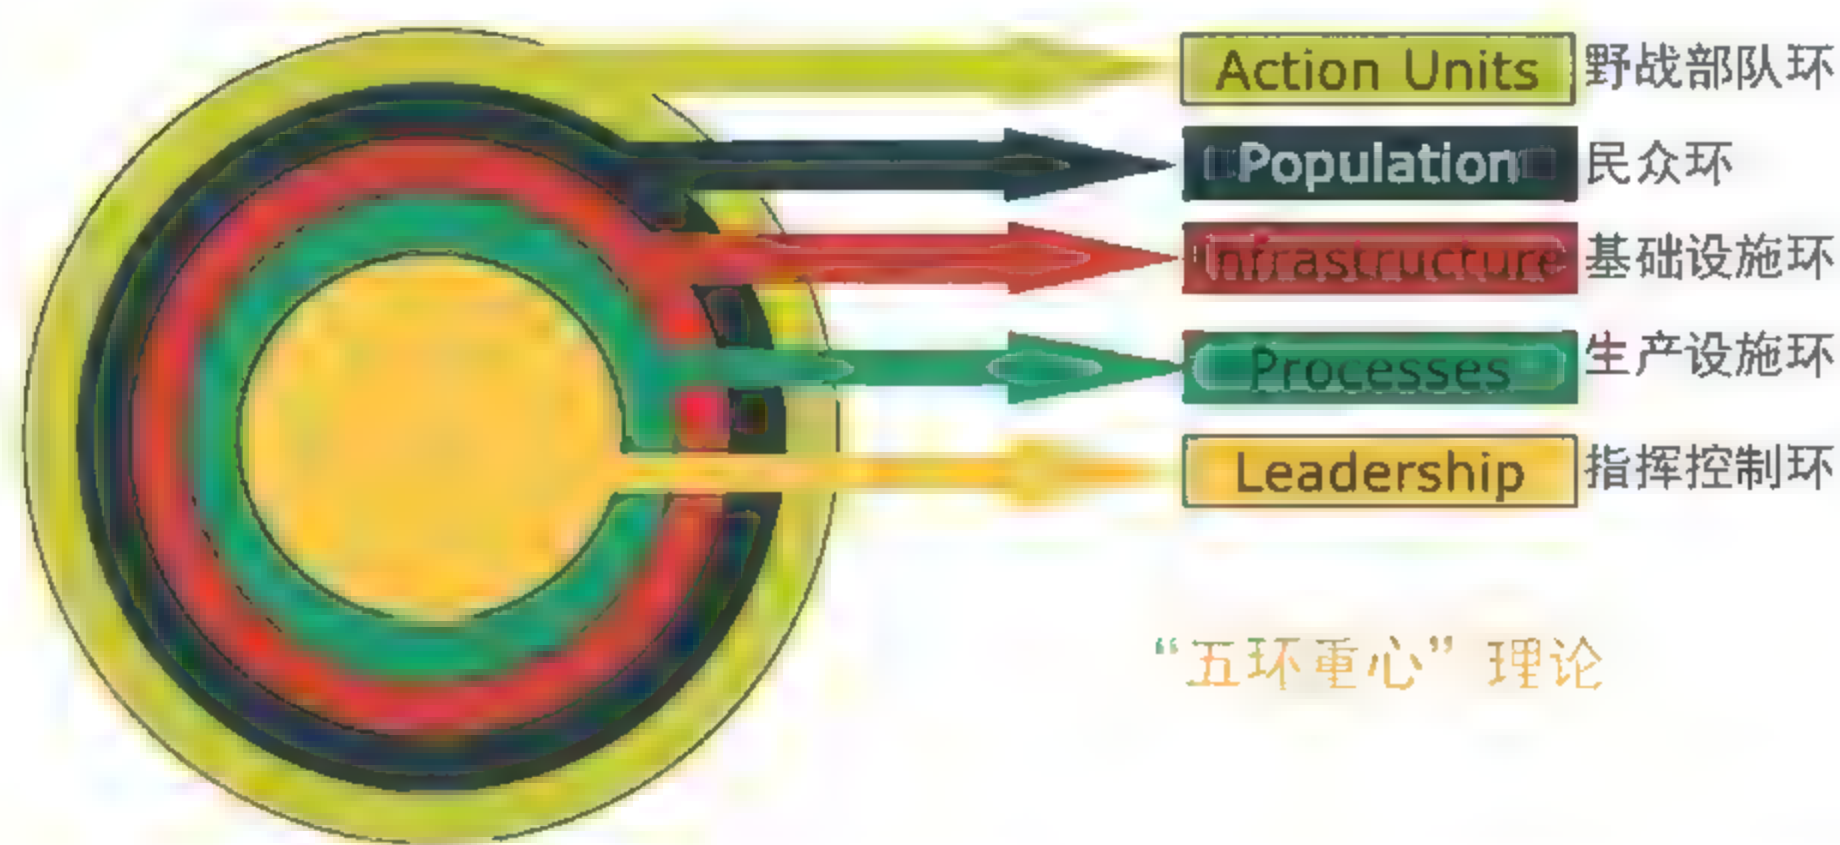 Action Units 野战部队环
Population 民众环
Infrastructure 基础设施环
Processes 生产设施环
Leadership 指挥控制环
“五环重心”理论